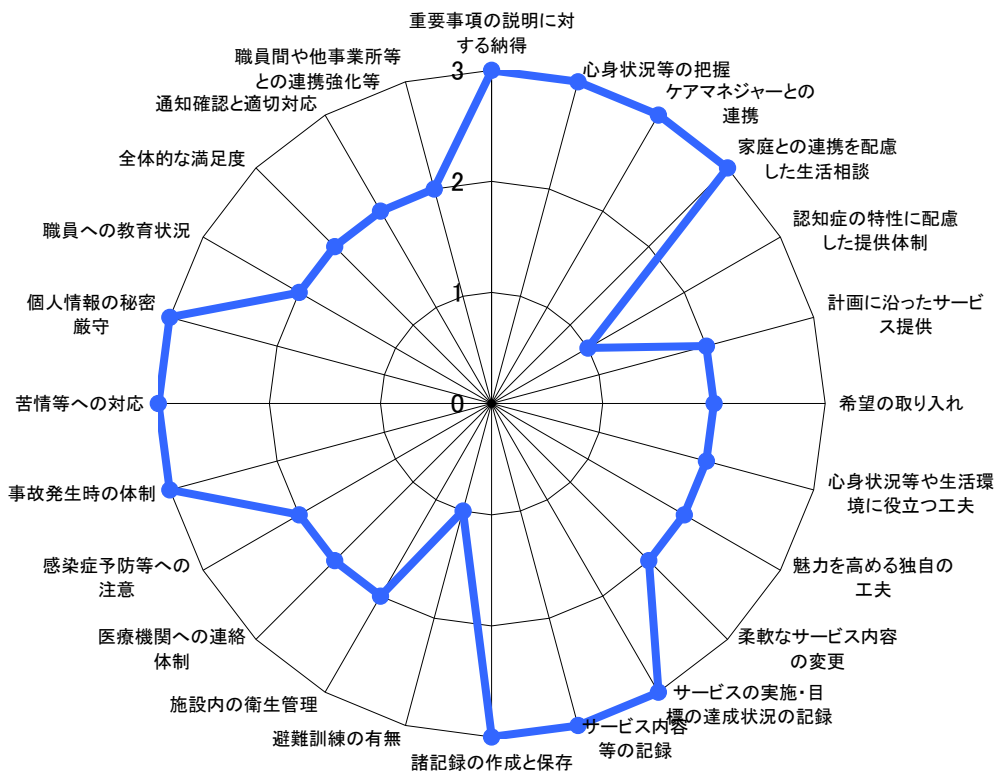 重要事項の説明に対
する納得
心身状況等の把握
ケアマネジャーとの
連携
家庭との連携を配慮
した生活相談
認知症の特性に配慮
した提供体制
計画に沿ったサービ
ス提供
希望の取り入れ
心身状況等や生活環
境に役立つ工夫
魅力を高める独自の
工夫
柔軟なサービス内容
の変更
サービスの実施・目
標の達成状況の記録
サービス内容
等の記録
諸記録の作成と保存
避難訓練の有無
施設内の衛生管理
医療機関への連絡
体制
感染症予防等への
注意
事故発生時の体制
苦情等への対応
個人情報の秘密
厳守
職員への教育状況
全体的な満足度
通知確認と適切対応
職員間や他事業所等
との連携強化等
3
2
1
0